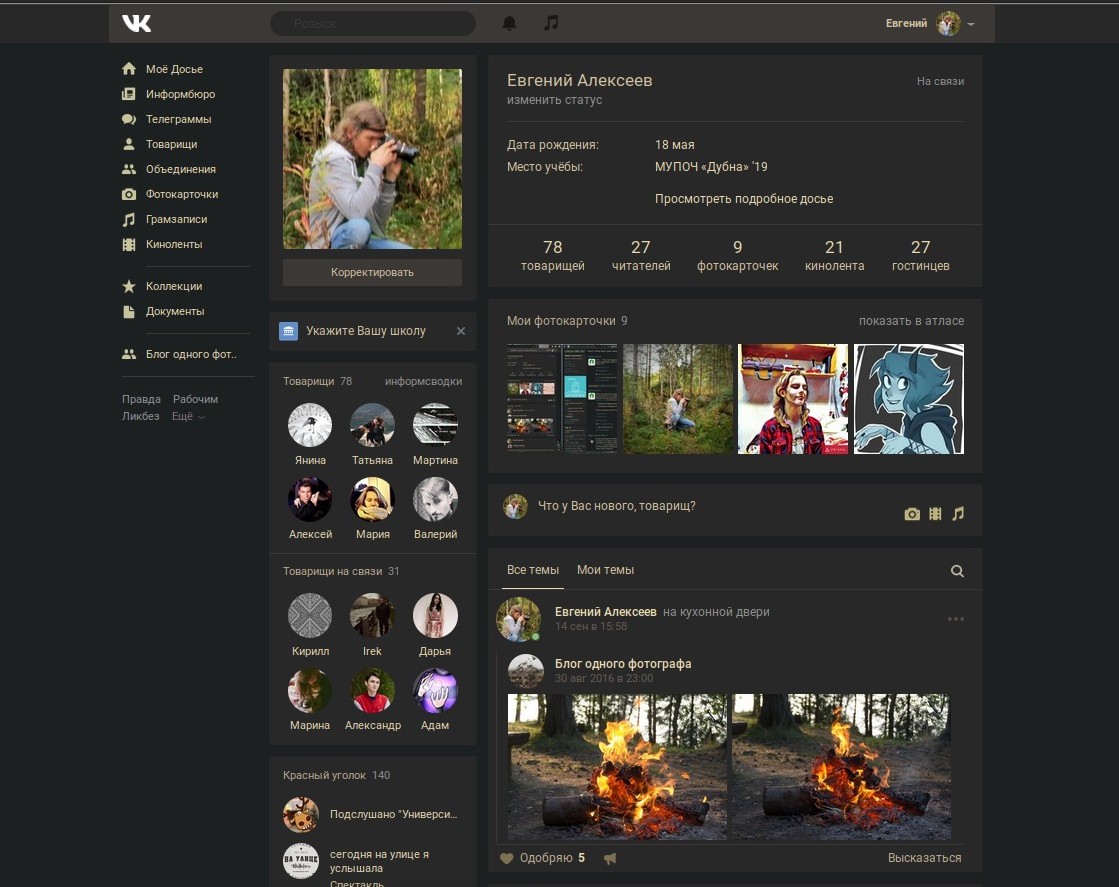 Розыск
Евгений
Моё Досье
Информбюро
Телеграммы
Товарищи
Объединения
Фотокарточки
Грамзаписи
Киноленты
Коллекции
Документы
Блог одного фот..
Правда Рабочим
Ликбез Ещё
Корректировать
Укажите Вашу школу
Товарищи 78 информсводки
Янина Татьяна Мартина
Алексей Мария Валерий
Товарищи на связи 31
Кирилл Irek Дарья
Марина Александр Адам
Красный уголок 140
Подслушано "Универси...
НА УЛИЦЕ
сегодня на улице я
услышала
Спектакль
Евгений Алексеев На связи
изменить статус
Дата рождения: 18 мая
Место учёбы: МУПОЧ «Дубна» '19
Просмотреть подробное досье
78 27 9 21 27
товарищей читателей фотокарточек кинолента гостинцев
Мои фотокарточки 9 показать в атласе
Что у Вас нового, товарищ?
Все темы Мои темы
Евгений Алексеев на кухонной двери
14 сен в 15:58
Блог одного фотографа
30 авг 2016 в 23:00
Одобряю 5 Высказаться